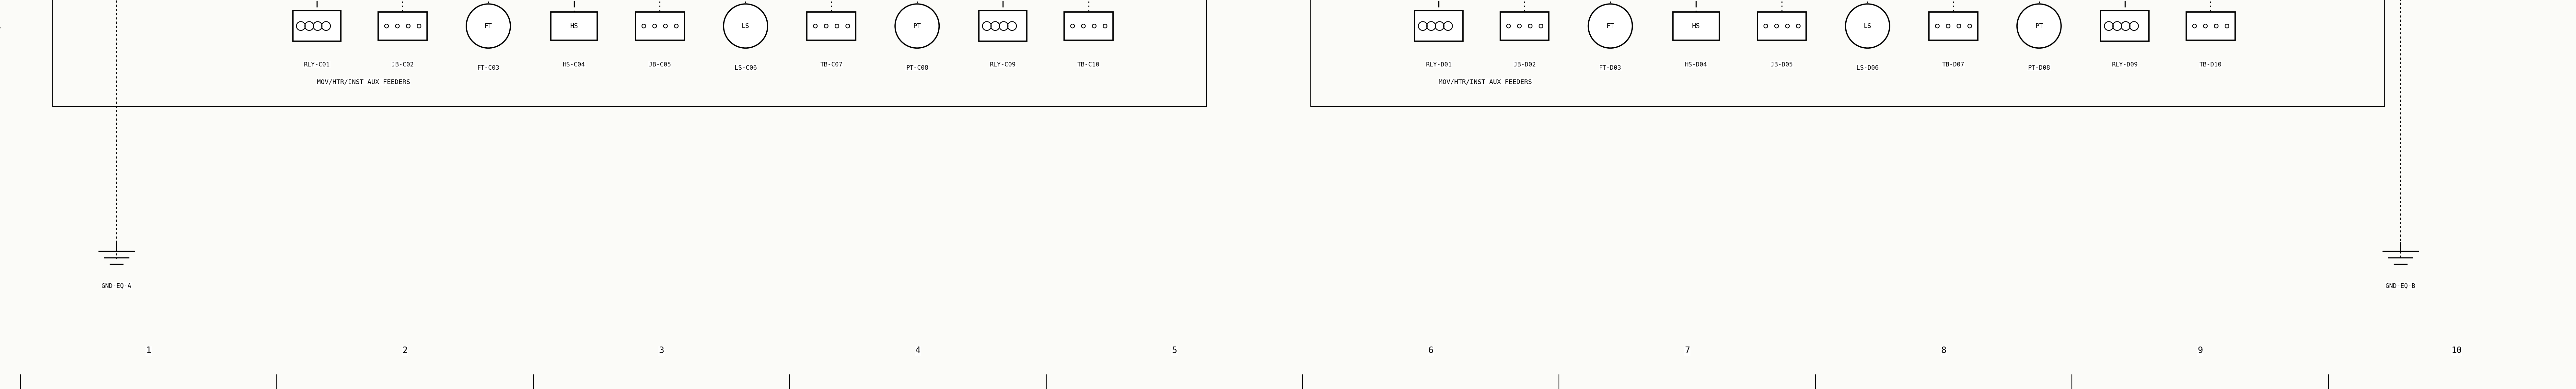 FT HS LS PT FT HS LS PT
RLY-C01 JB-C02 FT-C03 HS-C04 JB-C05 LS-C06 TB-C07 PT-C08 RLY-C09 TB-C10 RLY-D01 JB-D02 FT-D03 HS-D04 JB-D05 LS-D06 TB-D07 PT-D08 RLY-D09 TB-D10
MOV/HTR/INST AUX FEEDERS MOV/HTR/INST AUX FEEDERS
GND-EQ-A GND-EQ-B
1 2 3 4 5 6 7 8 9 10